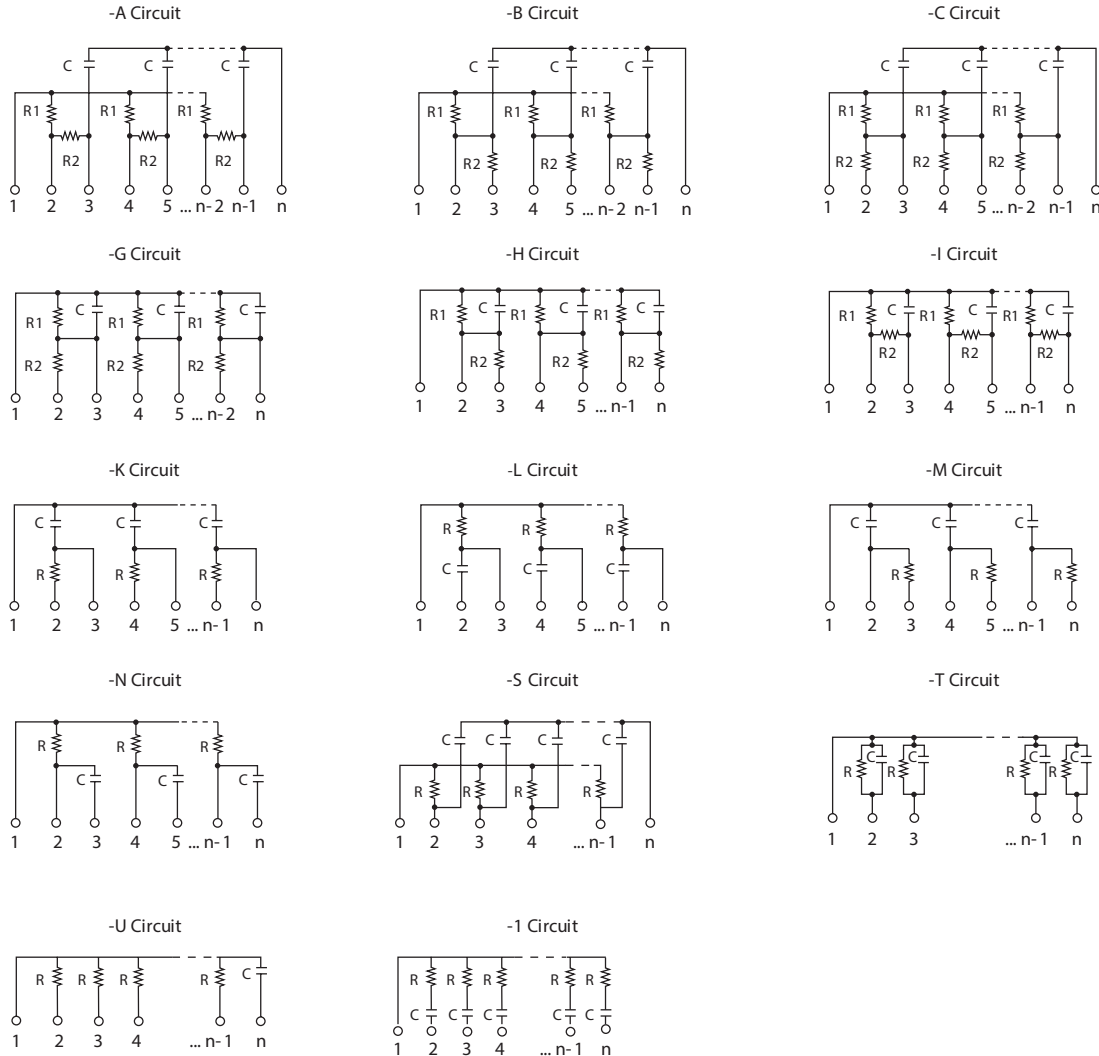 -A Circuit
C C C
R1 R1 R1
R2 R2 R2
1 2 3 4 5 ... n-2 n-1 n
-B Circuit
C C C
R1 R1 R1
R2 R2 R2
1 2 3 4 5 ... n-2 n-1 n
-C Circuit
C C C
R1 R1 R1
R2 R2 R2
1 2 3 4 5 ... n-2 n-1 n
-G Circuit
R1 C R1 C R1 C
R2 R2 R2
1 2 3 4 5 ... n-2 n
-H Circuit
R1 C R1 C R1 C
R2 R2 R2
1 2 3 4 5 ... n-1 n
-I Circuit
R1 C R1 C R1 C
R2 R2 R2
1 2 3 4 5 ... n-1 n
-K Circuit
C C C
R R R
1 2 3 4 5 ... n-1 n
-L Circuit
R R R
C C C
1 2 3 4 5 ... n-1 n
-M Circuit
C C C
R R R
1 2 3 4 5 ... n-1 n
-N Circuit
R R R
C C C
1 2 3 4 5 ... n-1 n
-S Circuit
C C C C
R R R R
1 2 3 4 ... n-1 n
-T Circuit
C C C C
R R R R
1 2 3 ... n-1 n
-U Circuit
R R R R C
1 2 3 4 ... n-1 n
-1 Circuit
R R R R R
C C C C C
1 2 3 4 ... n-1 n